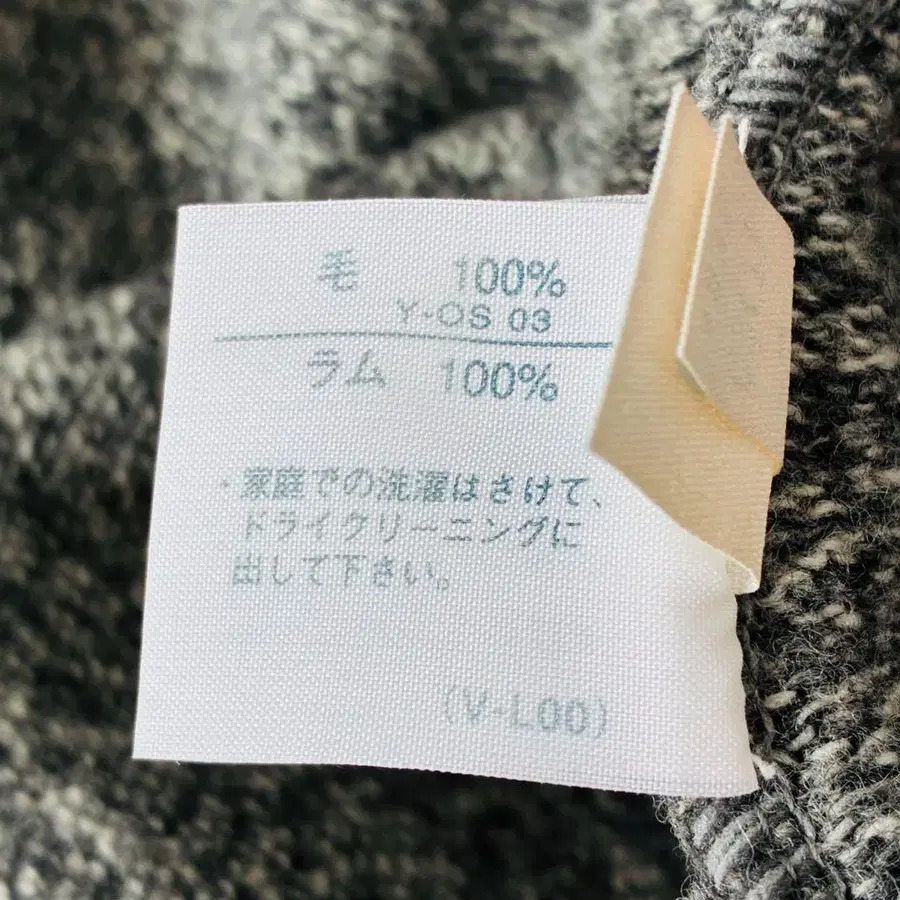 毛 100%
Y-OS 03
ラム 100%
・家庭での洗濯はさけて、
ドライクリーニングに
出して下さい。
(V-L00)